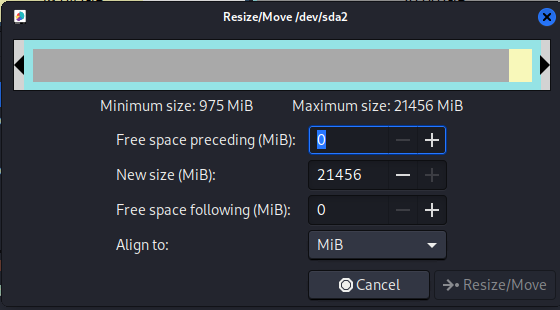 Resize/Move /dev/sda2
Minimum size: 975 MiB Maximum size: 21456 MiB
Free space preceding (MiB): 0
New size (MiB): 21456
Free space following (MiB): 0
Align to: MiB
Cancel Resize/Move